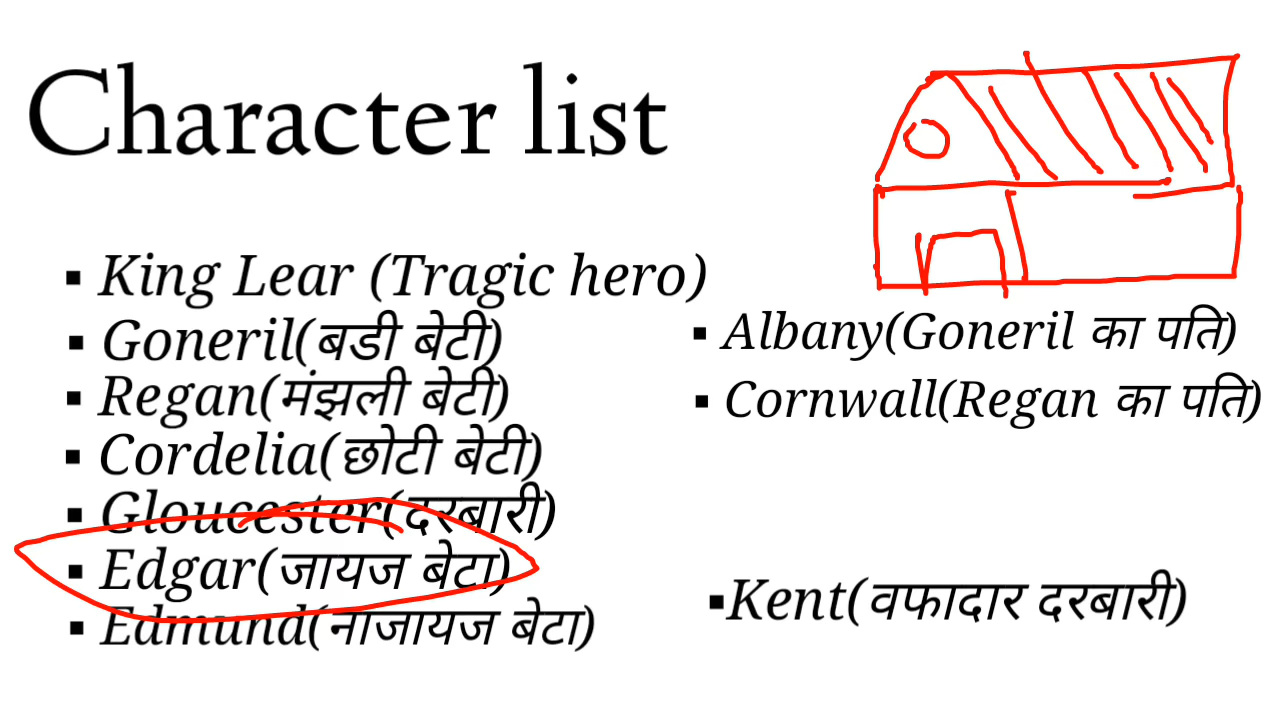 Character list
▪ King Lear (Tragic hero)
▪ Goneril(बडी बेटी)
▪ Regan(मंझली बेटी)
▪ Cordelia(छोटी बेटी)
▪ Gloucester(दरबारी)
▪ Edgar(जायज बेटा)
▪ Edmund(नाजायज बेटा)
▪ Albany(Goneril का पति)
▪ Cornwall(Regan का पति)
▪Kent(वफादार दरबारी)